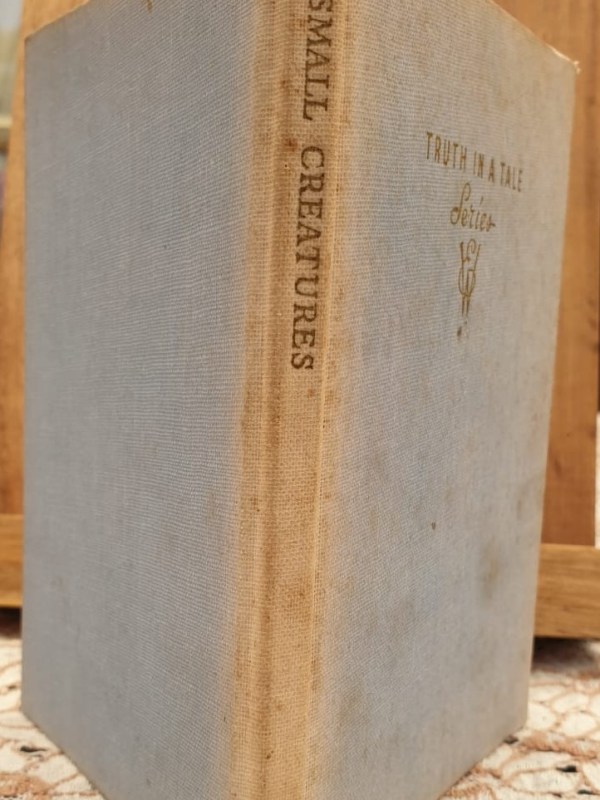 SMALL CREATURES
TRUTH IN A TALE
Series